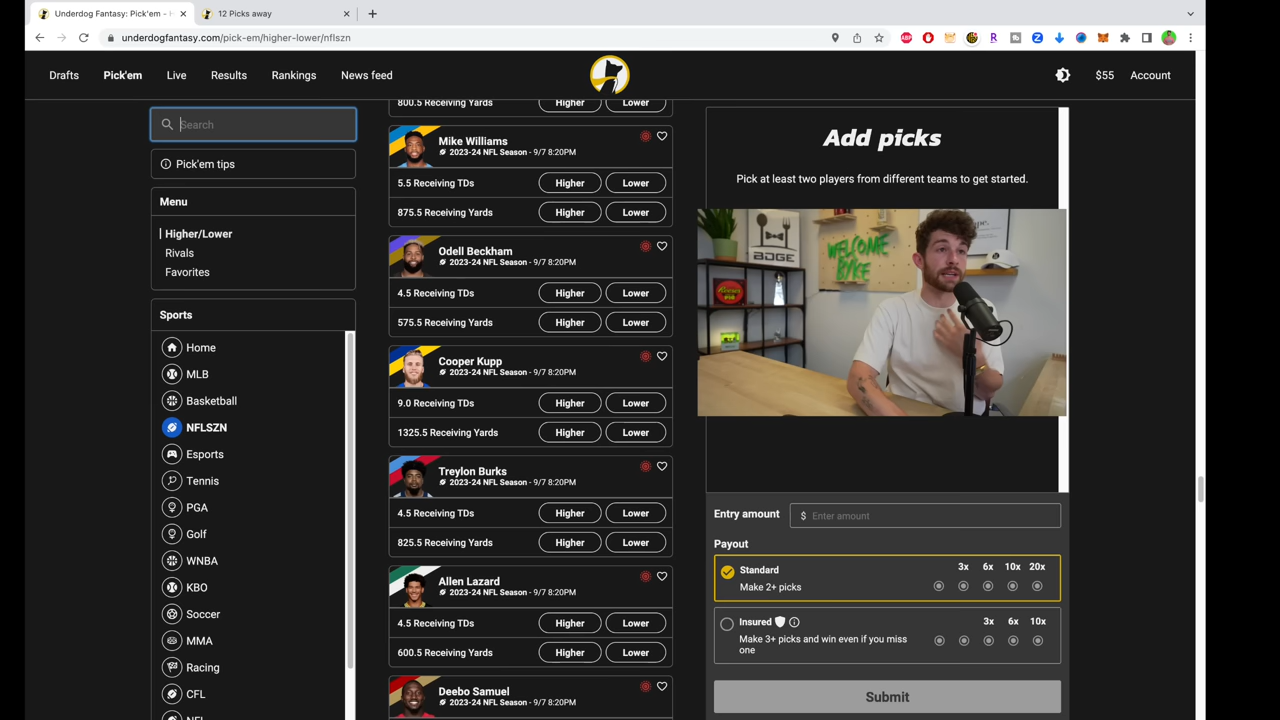 Underdog Fantasy: Pick'em - H
12 Picks away
underdogfantasy.com/pick-em/higher-lower/nflszn
Drafts
Pick'em
Live
Results
Rankings
News feed
$55
Account
Search
Pick'em tips
Menu
Higher/Lower
Rivals
Favorites
Sports
Home
MLB
Basketball
NFLSZN
Esports
Tennis
PGA
Golf
WNBA
KBO
Soccer
MMA
Racing
CFL
NFL
800.5 Receiving Yards Higher Lower
Mike Williams
2023-24 NFL Season - 9/7 8:20PM
5.5 Receiving TDs Higher Lower
875.5 Receiving Yards Higher Lower
Odell Beckham
2023-24 NFL Season - 9/7 8:20PM
4.5 Receiving TDs Higher Lower
575.5 Receiving Yards Higher Lower
Cooper Kupp
2023-24 NFL Season - 9/7 8:20PM
9.0 Receiving TDs Higher Lower
1325.5 Receiving Yards Higher Lower
Treylon Burks
2023-24 NFL Season - 9/7 8:20PM
4.5 Receiving TDs Higher Lower
825.5 Receiving Yards Higher Lower
Allen Lazard
2023-24 NFL Season - 9/7 8:20PM
4.5 Receiving TDs Higher Lower
600.5 Receiving Yards Higher Lower
Deebo Samuel
2023-24 NFL Season - 9/7 8:20PM
Add picks
Pick at least two players from different teams to get started.
BDGE
WELCOME
BYKE
Entry amount $ Enter amount
Payout
Standard 3x 6x 10x 20x
Make 2+ picks
Insured 3x 6x 10x
Make 3+ picks and win even if you miss
one
Submit